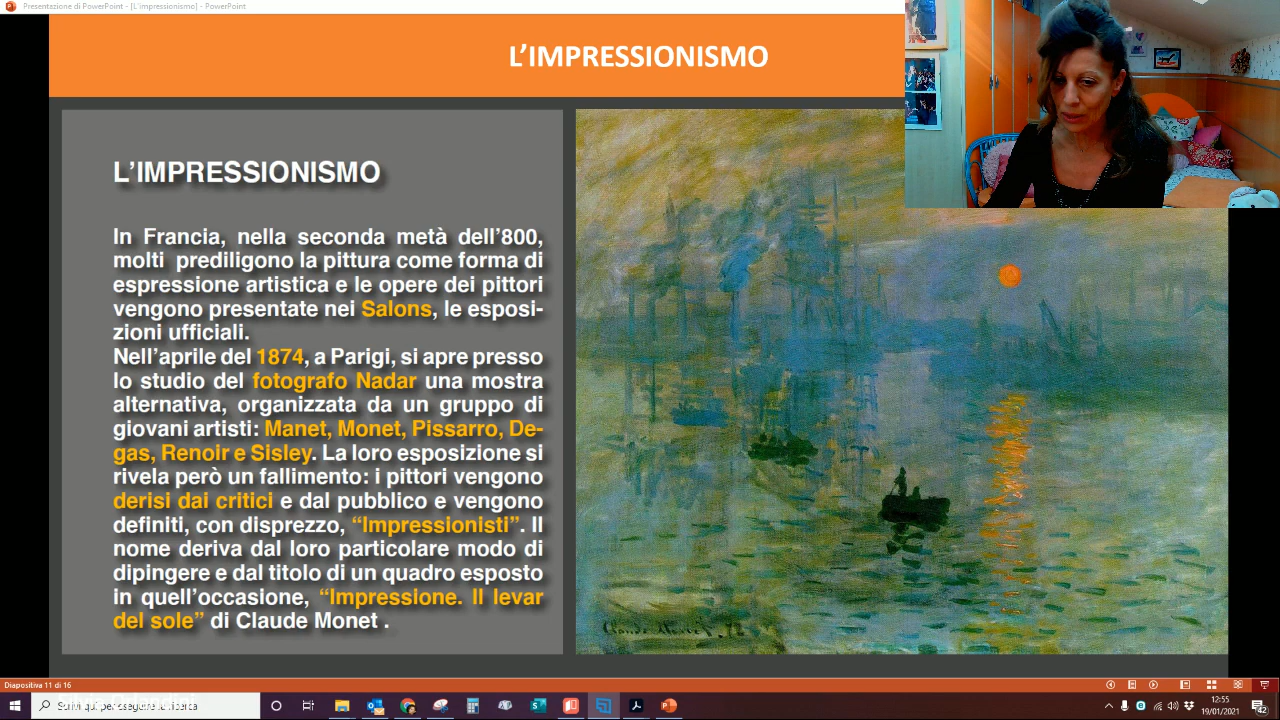 Presentazione di PowerPoint - [L'impressionismo] - PowerPoint
L'IMPRESSIONISMO
L'IMPRESSIONISMO
In Francia, nella seconda metà dell'800,
molti prediligono la pittura come forma di
espressione artistica e le opere dei pittori
vengono presentate nei Salons, le esposi-
zioni ufficiali.
Nell'aprile del 1874, a Parigi, si apre presso
lo studio del fotografo Nadar una mostra
alternativa, organizzata da un gruppo di
giovani artisti: Manet, Monet, Pissarro, De-
gas, Renoir e Sisley. La loro esposizione si
rivela però un fallimento: i pittori vengono
derisi dai critici e dal pubblico e vengono
definiti, con disprezzo, “Impressionisti”. Il
nome deriva dal loro particolare modo di
dipingere e dal titolo di un quadro esposto
in quell'occasione, “Impressione. Il levar
del sole” di Claude Monet .
Claude Monet 72
Diapositiva 11 di 16
Scrivi qui per eseguire la ricerca
12:55
19/01/2021
42